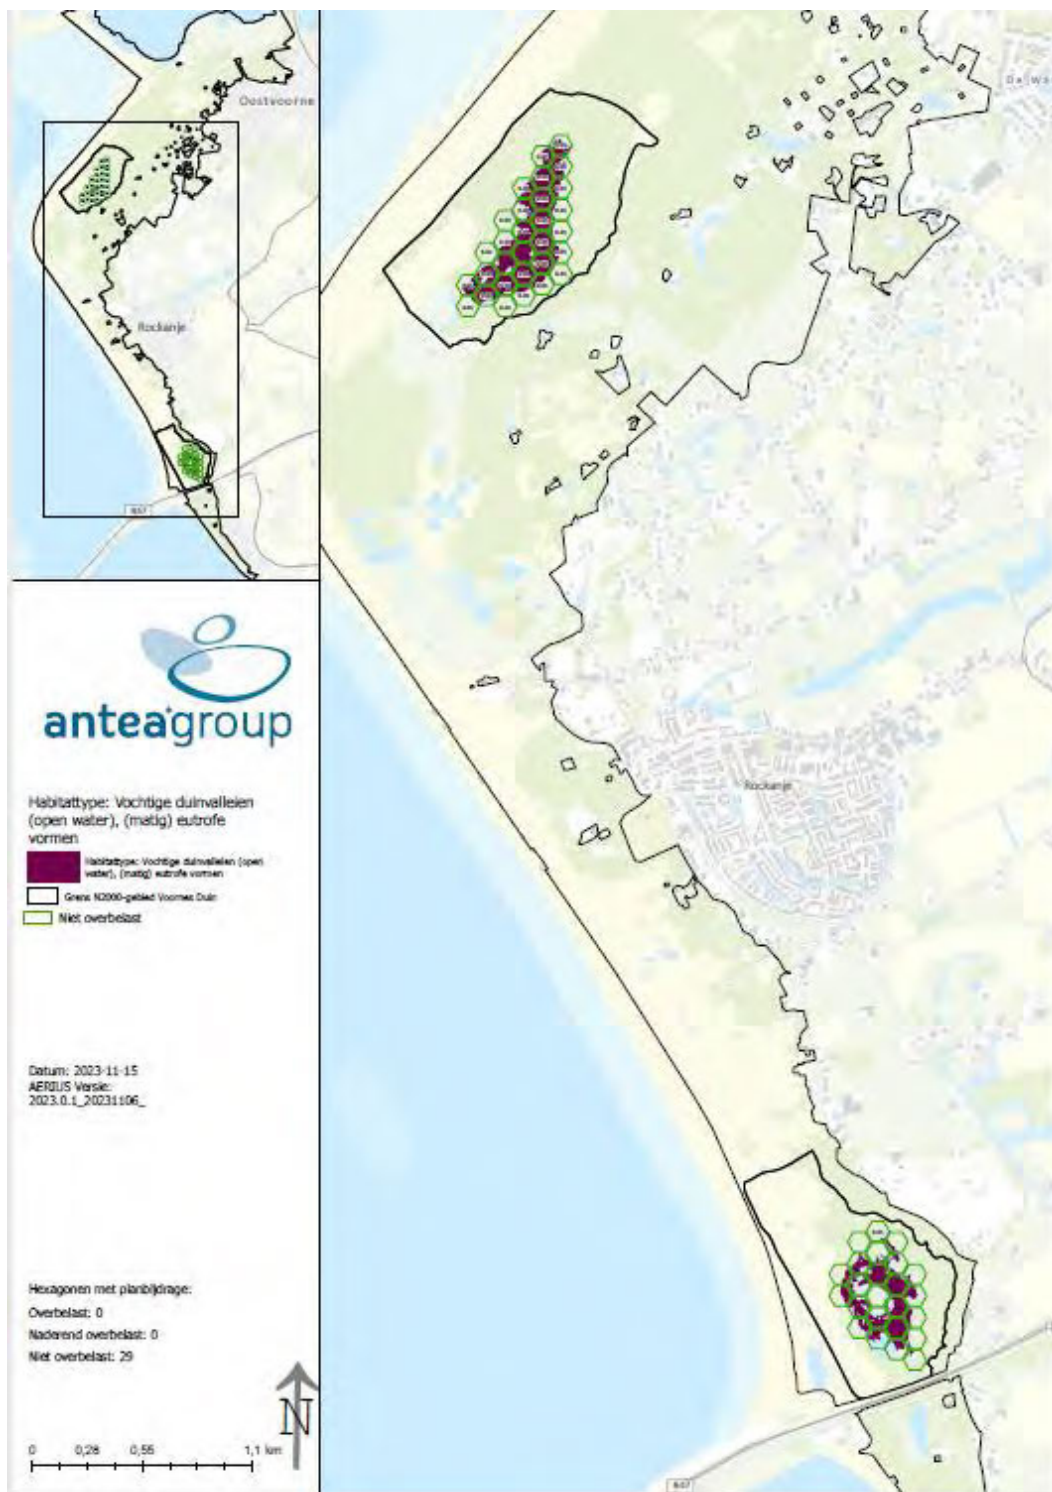 Oostvoorne
Rockanje
N57
anteagroup
Habitattype: Vochtige duinvalleien
(open water), (matig) eutrofe
vormen
Habitattype: Vochtige duinvalleien (open
water), (matig) eutrofe vormen
Grens N2000-gebied Voornes Duin
Niet overbelast
Datum: 2023-11-15
AERIUS Versie:
2023.0.1_20231106_
Hexagonen met planbijdrage:
Overbelast: 0
Naderend overbelast: 0
Niet overbelast: 29
N
0 0,28 0,55 1,1 km
Rockanje
N57